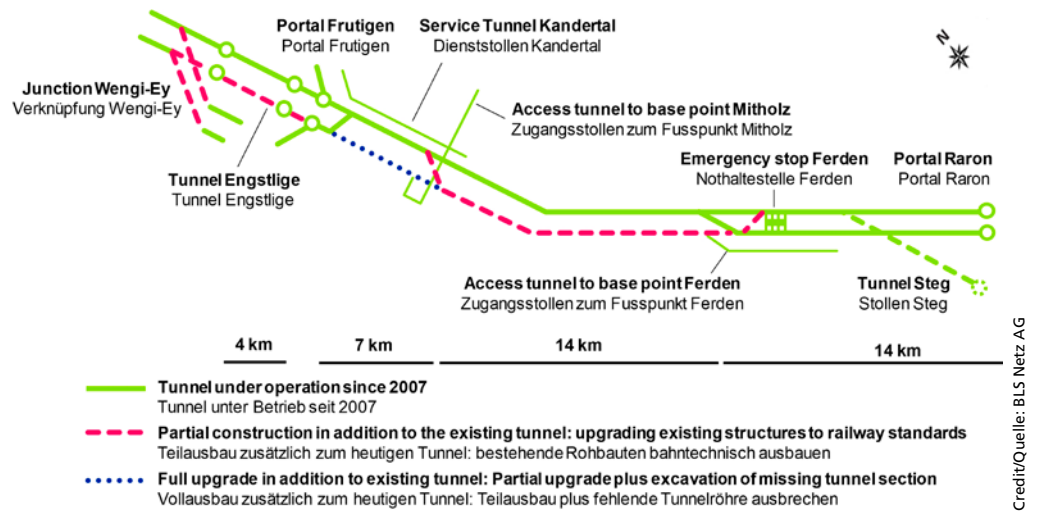 Portal Frutigen
Portal Frutigen
Service Tunnel Kandertal
Dienststollen Kandertal
N
Junction Wengi-Ey
Verknüpfung Wengi-Ey
Access tunnel to base point Mitholz
Zugangsstollen zum Fusspunkt Mitholz
Tunnel Engstlige
Tunnel Engstlige
Emergency stop Ferden
Nothaltestelle Ferden
Portal Raron
Portal Raron
Access tunnel to base point Ferden
Zugangsstollen zum Fusspunkt Ferden
Tunnel Steg
Stollen Steg
4 km
7 km
14 km
14 km
Tunnel under operation since 2007
Tunnel unter Betrieb seit 2007
Partial construction in addition to the existing tunnel: upgrading existing structures to railway standards
Teilausbau zusätzlich zum heutigen Tunnel: bestehende Rohbauten bahntechnisch ausbauen
Full upgrade in addition to existing tunnel: Partial upgrade plus excavation of missing tunnel section
Vollausbau zusätzlich zum heutigen Tunnel: Teilausbau plus fehlende Tunnelröhre ausbrechen
Credit/Quelle: BLS Netz AG